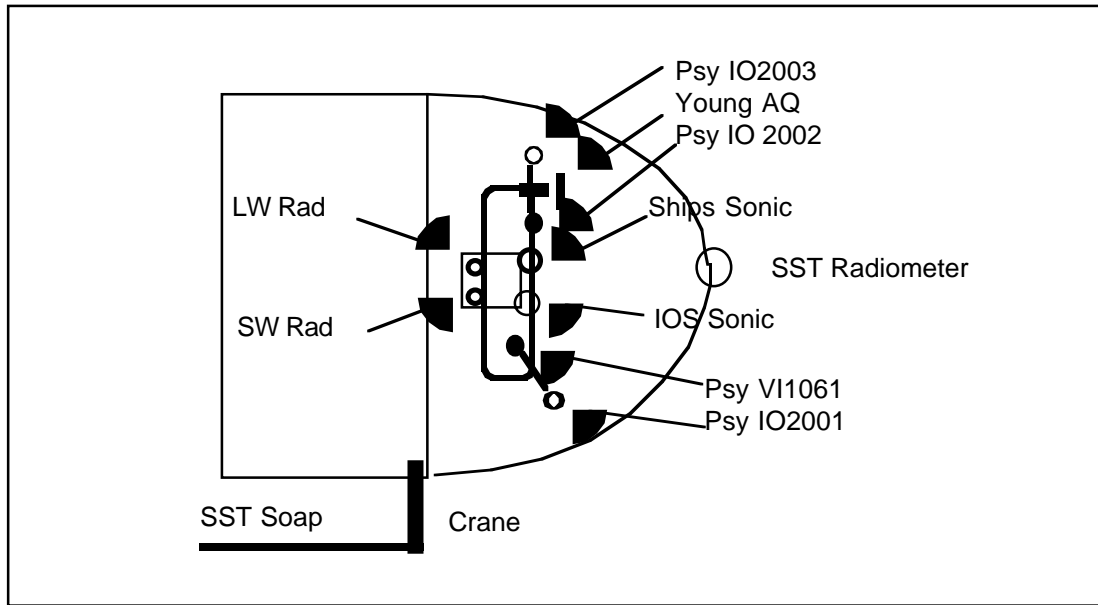 Psy IO2003
Young AQ
Psy IO 2002
LW Rad
Ships Sonic
SST Radiometer
SW Rad
IOS Sonic
Psy VI1061
Psy IO2001
SST Soap
Crane